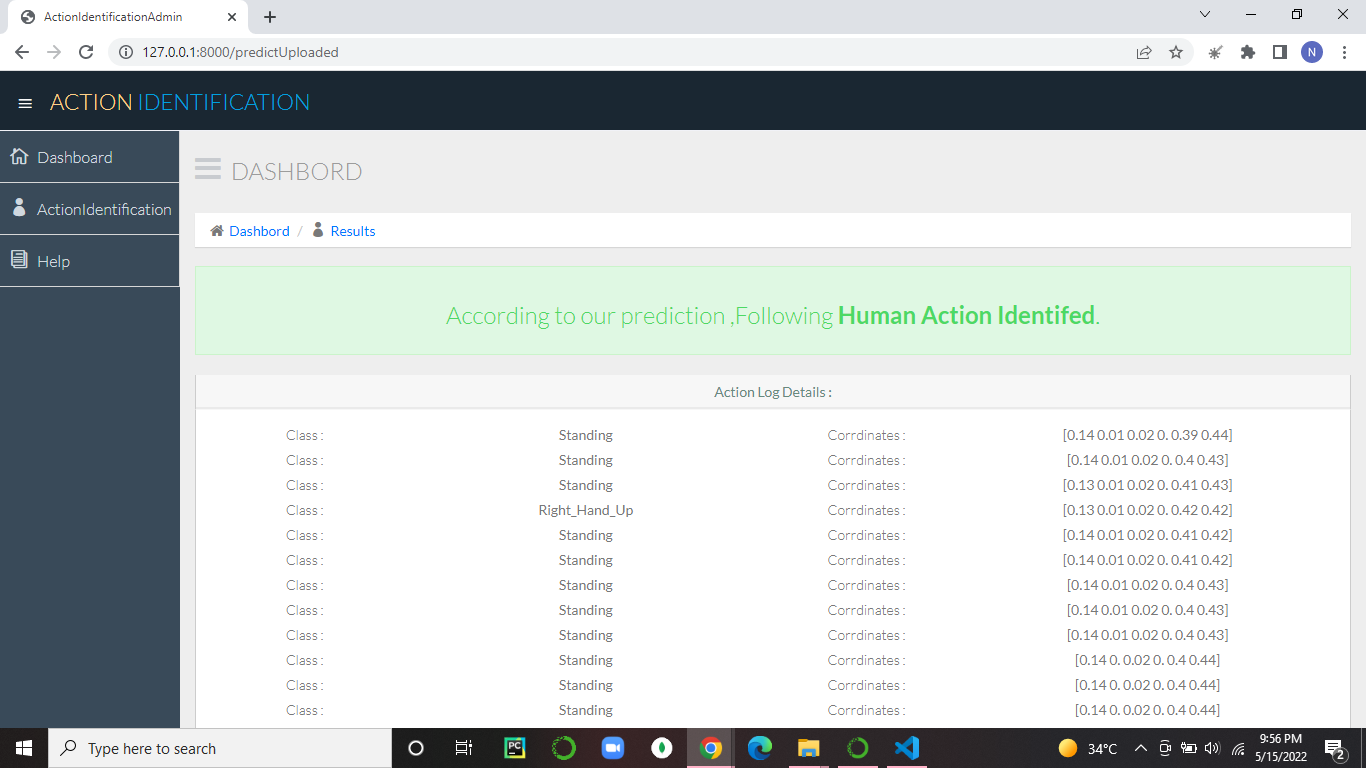 ActionIdentificationAdmin
127.0.0.1:8000/predictUploaded
N
ACTION IDENTIFICATION
Dashboard
ActionIdentification
Help
DASHBORD
Dashbord / Results
According to our prediction ,Following Human Action Identifed.
Action Log Details :
Class : Standing Corrdinates : [0.14 0.01 0.02 0. 0.39 0.44]
Class : Standing Corrdinates : [0.14 0.01 0.02 0. 0.4 0.43]
Class : Standing Corrdinates : [0.13 0.01 0.02 0. 0.41 0.43]
Class : Right_Hand_Up Corrdinates : [0.13 0.01 0.02 0. 0.42 0.42]
Class : Standing Corrdinates : [0.14 0.01 0.02 0. 0.41 0.42]
Class : Standing Corrdinates : [0.14 0.01 0.02 0. 0.41 0.42]
Class : Standing Corrdinates : [0.14 0.01 0.02 0. 0.4 0.43]
Class : Standing Corrdinates : [0.14 0.01 0.02 0. 0.4 0.43]
Class : Standing Corrdinates : [0.14 0.01 0.02 0. 0.4 0.43]
Class : Standing Corrdinates : [0.14 0. 0.02 0. 0.4 0.44]
Class : Standing Corrdinates : [0.14 0. 0.02 0. 0.4 0.44]
Class : Standing Corrdinates : [0.14 0. 0.02 0. 0.4 0.44]
Type here to search
PC
34°C
9:56 PM
5/15/2022
2